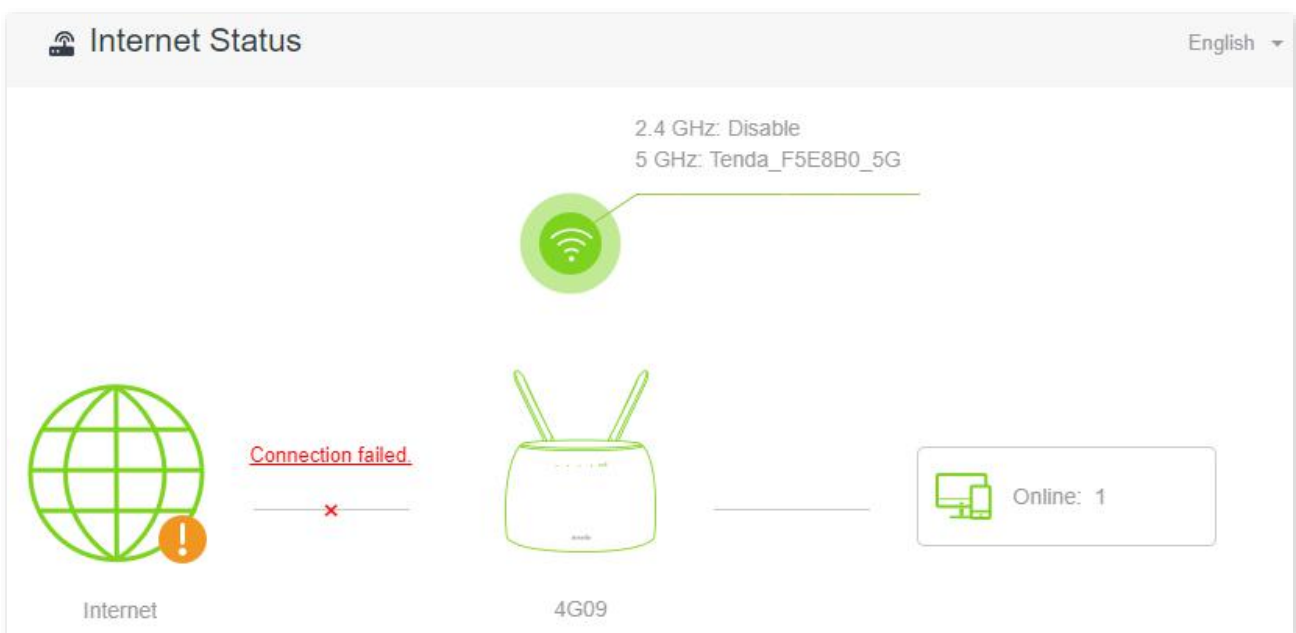 Internet Status
English
2.4 GHz: Disable
5 GHz: Tenda_F5E8B0_5G
Connection failed.
Online: 1
Internet
4G09